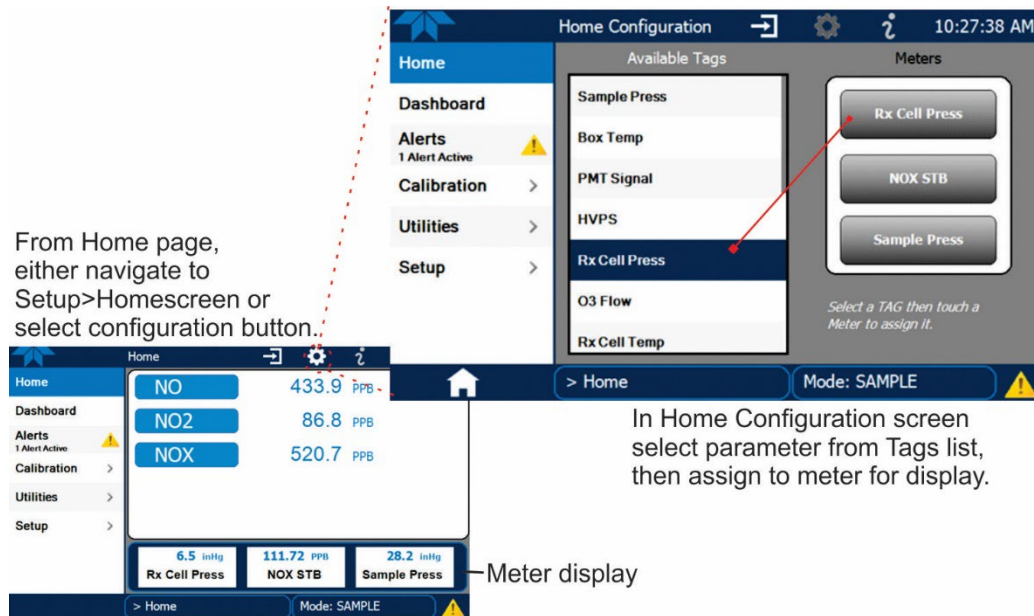 Home Configuration
10:27:38 AM
Home
Dashboard
Alerts
1 Alert Active
Calibration >
Utilities >
Setup >
Available Tags
Sample Press
Box Temp
PMT Signal
HVPS
Rx Cell Press
O3 Flow
Rx Cell Temp
Meters
Rx Cell Press
NOX STB
Sample Press
Select a TAG then touch a
Meter to assign it.
> Home
Mode: SAMPLE
From Home page,
either navigate to
Setup>Homescreen or
select configuration button.
Home
Home
Dashboard
Alerts
1 Alert Active
Calibration >
Utilities >
Setup >
NO 433.9 PPB
NO2 86.8 PPB
NOX 520.7 PPB
6.5 inHg
Rx Cell Press
111.72 PPB
NOX STB
28.2 inHg
Sample Press
> Home
Mode: SAMPLE
Meter display
In Home Configuration screen
select parameter from Tags list,
then assign to meter for display.